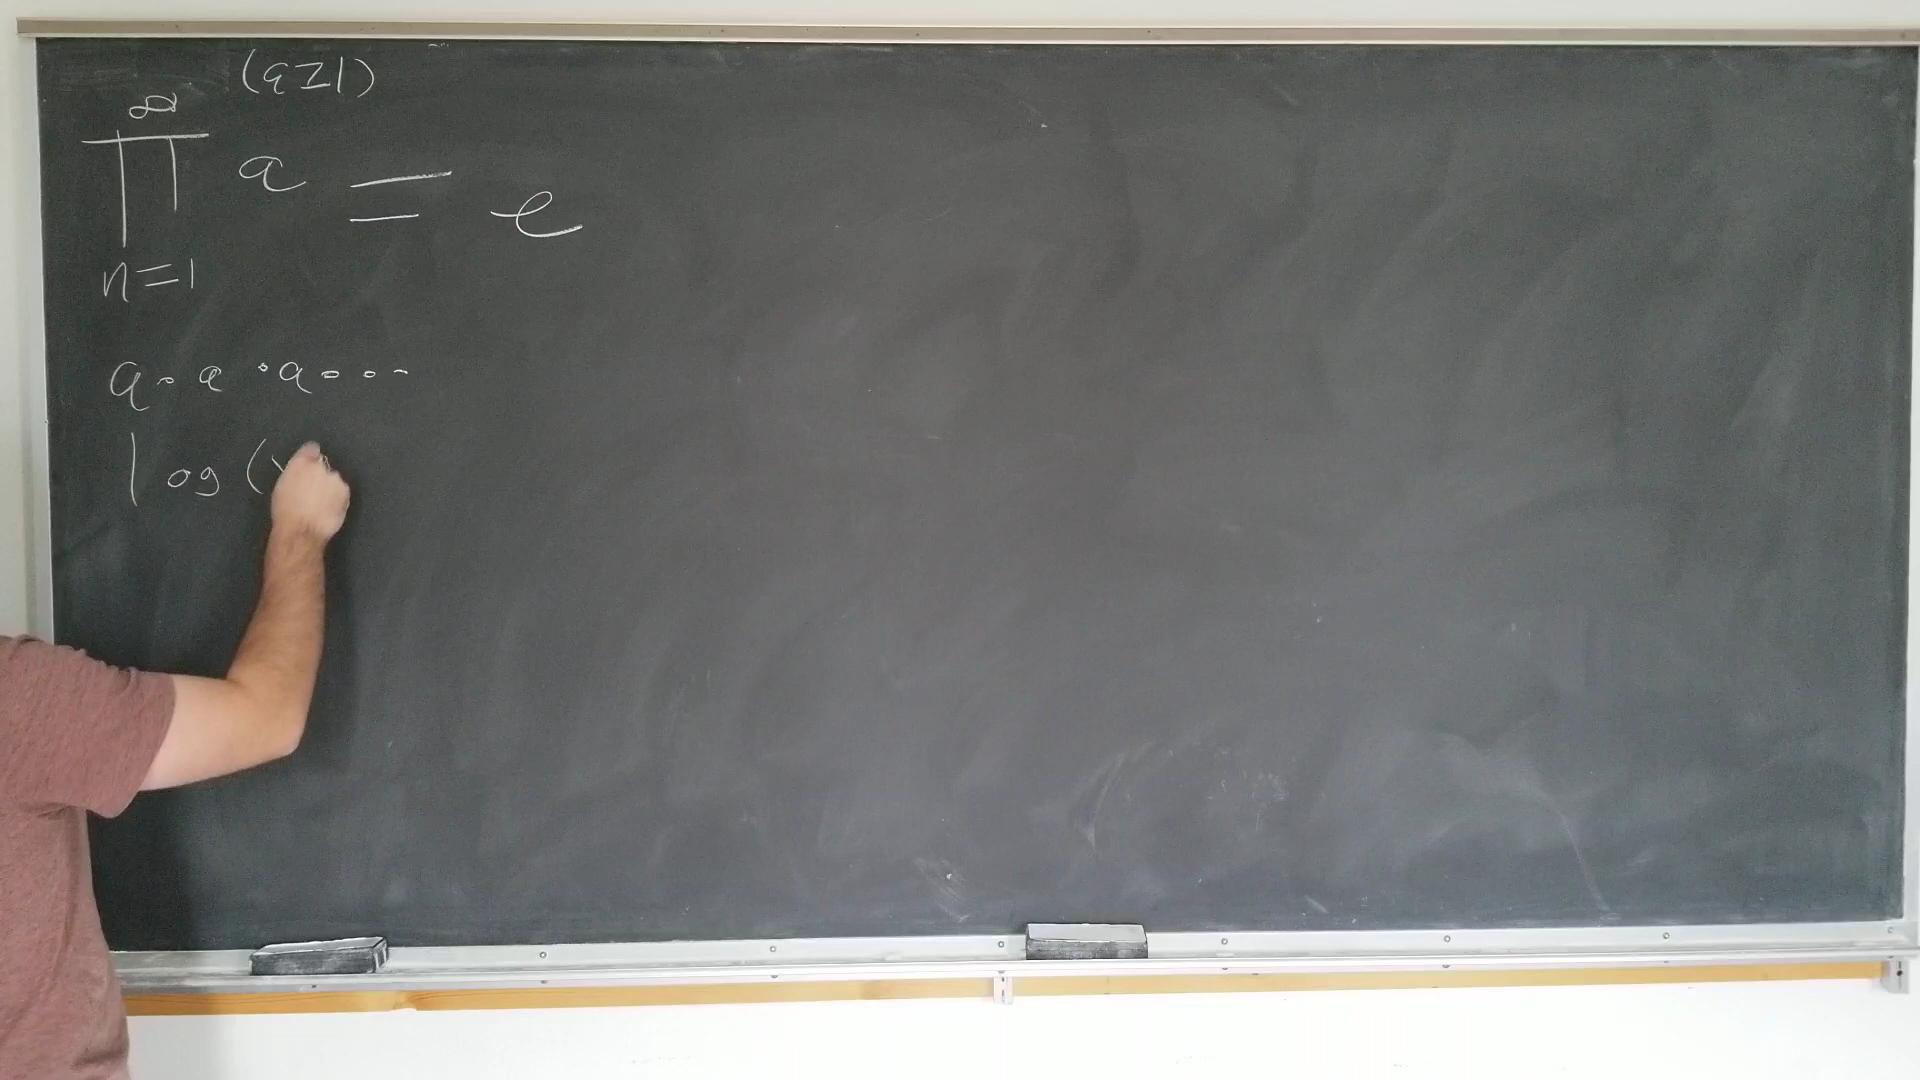 (a≥1)
∞
∏ a = e
n=1
a · a · a · · ·
log(